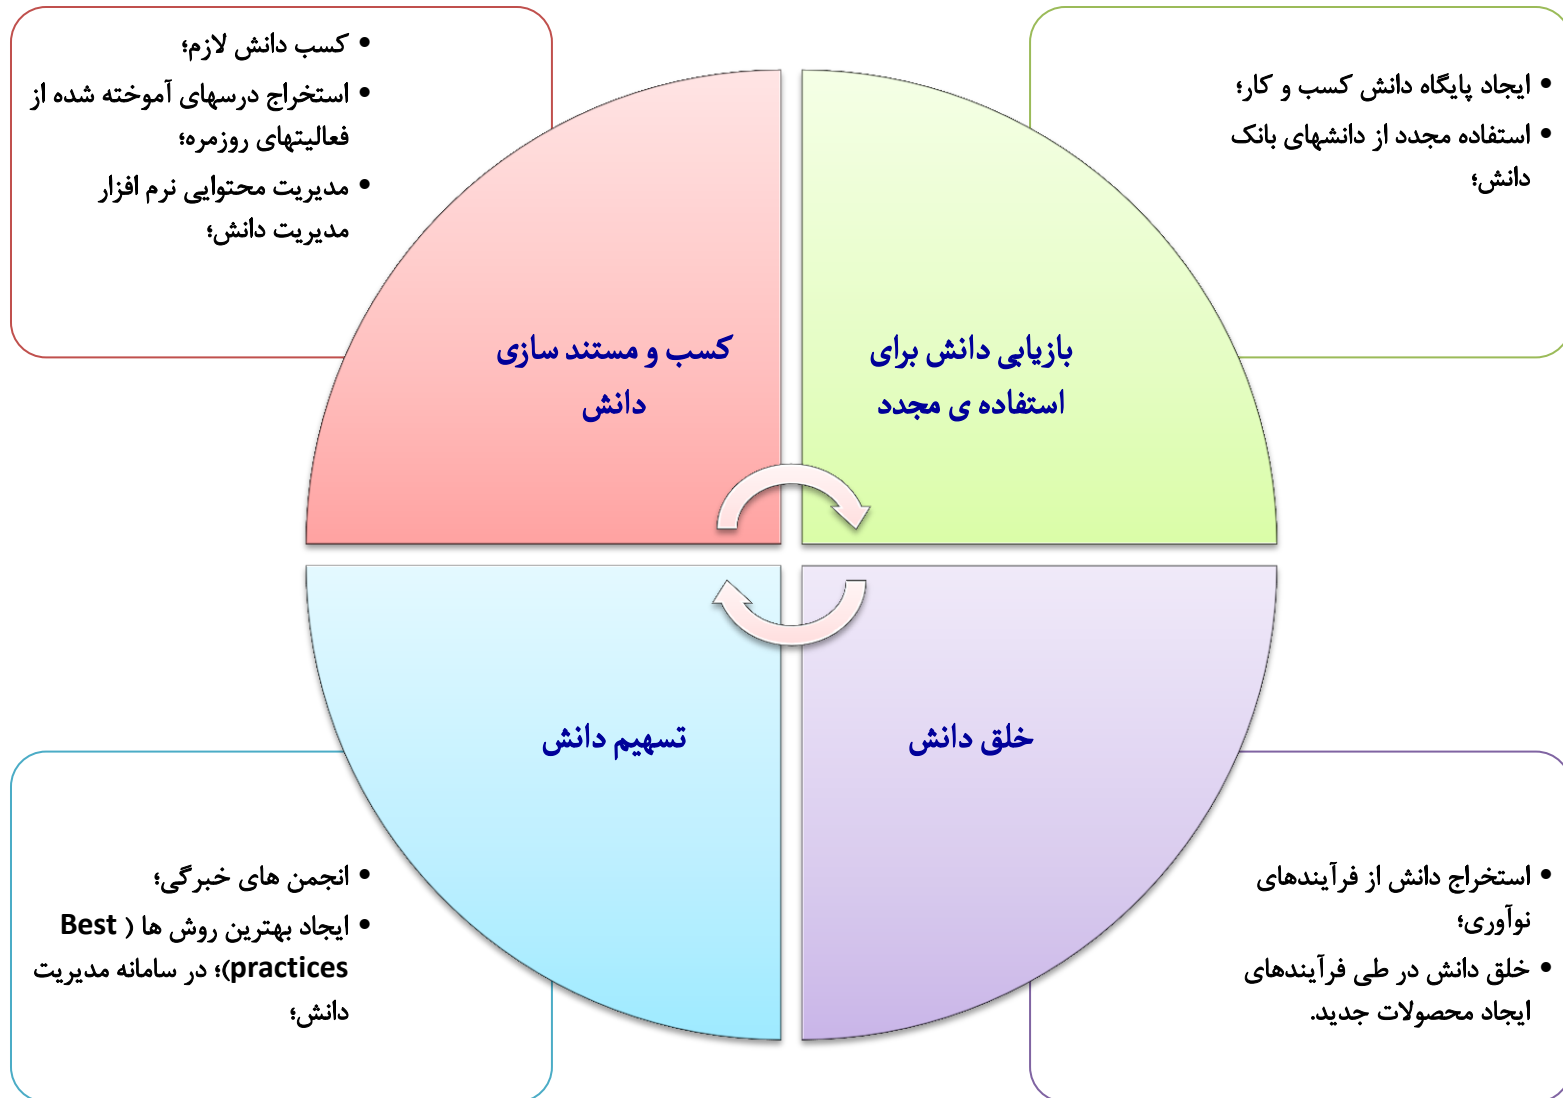 • ایجاد پایگاه دانش کسب و کار؛
• استفاده مجدد از دانشهای بانک
دانش؛
• کسب دانش لازم؛
• استخراج درسهای آموخته شده از
فعالیتهای روزمره؛
• مدیریت محتوایی نرم افزار
مدیریت دانش؛
بازیابی دانش برای
استفاده ی مجدد
کسب و مستند سازی
دانش
خلق دانش
تسهیم دانش
• استخراج دانش از فرآیندهای
نوآوری؛
• خلق دانش در طی فرآیندهای
ایجاد محصولات جدید.
• انجمن های خبرگی؛
• ایجاد بهترین روش ها ( Best
practices)؛ در سامانه مدیریت
دانش؛